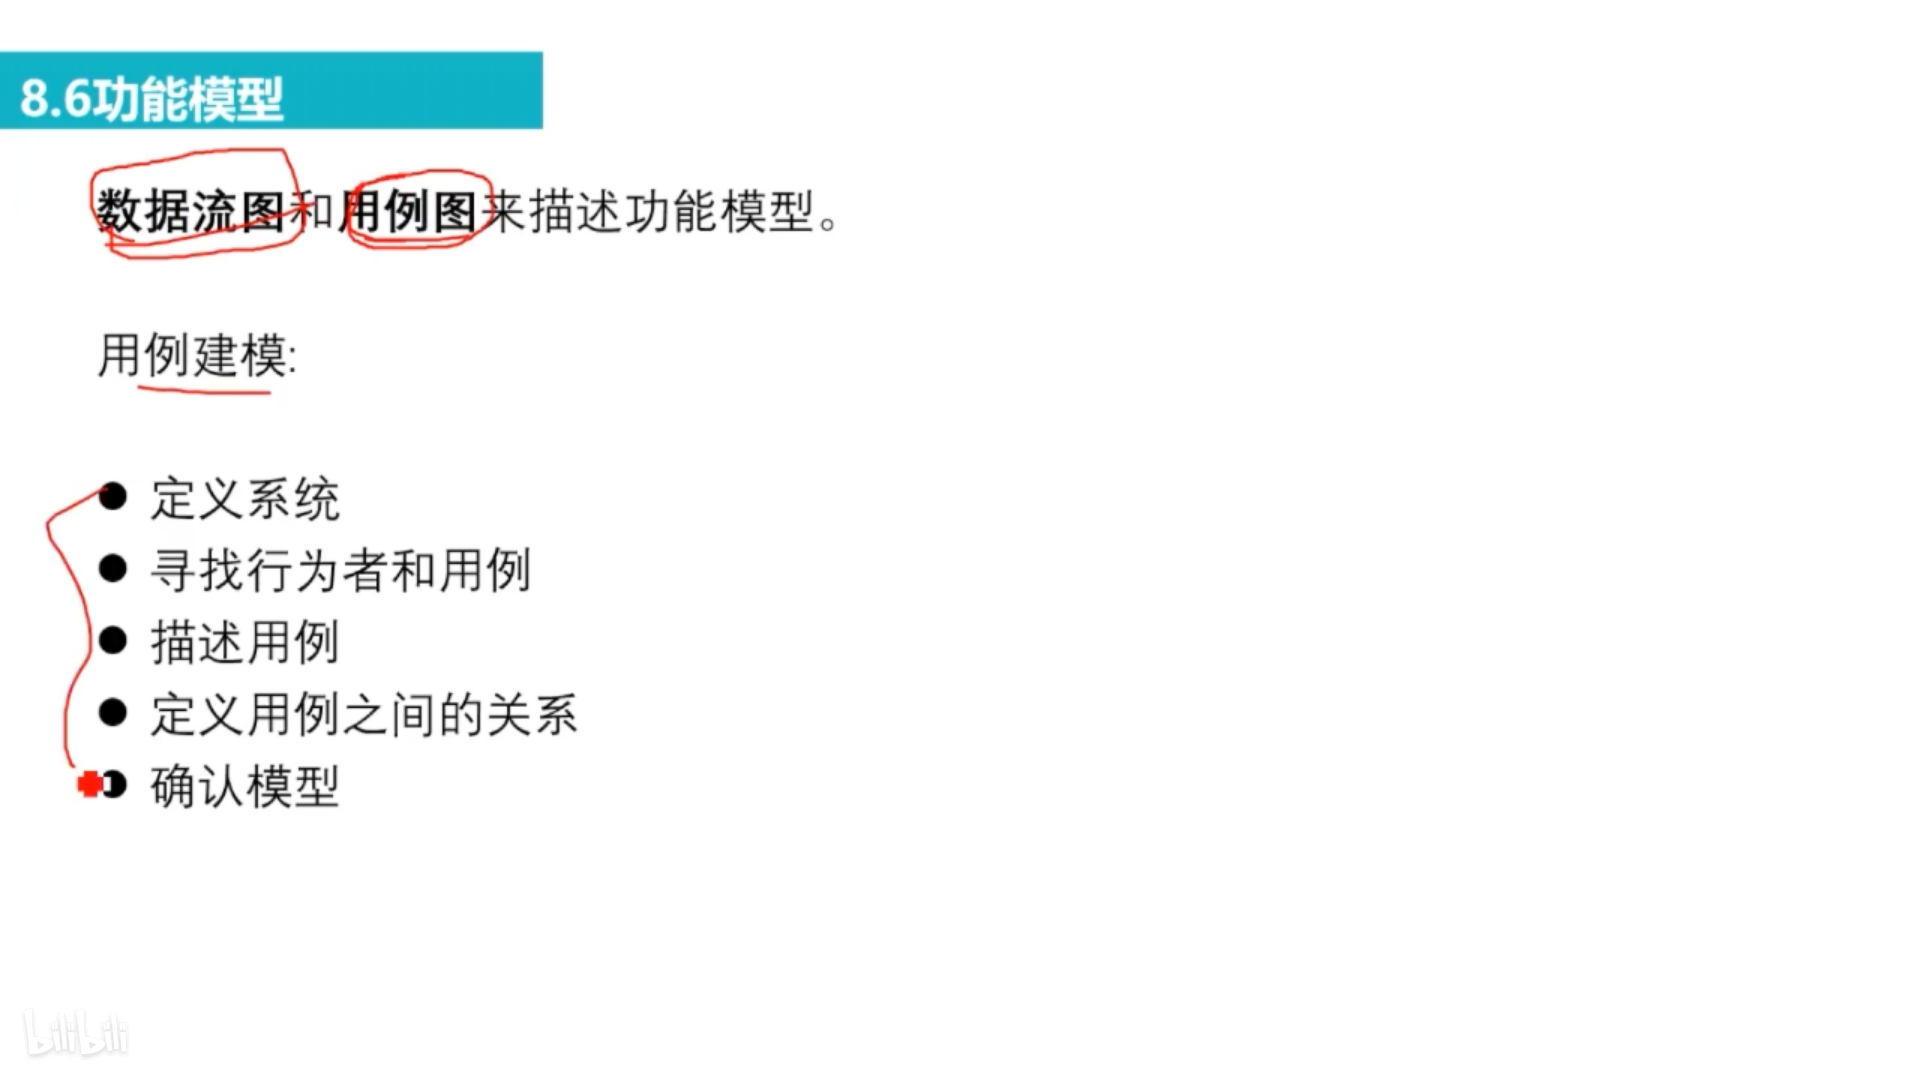 8.6功能模型
数据流图和用例图来描述功能模型。
用例建模:
● 定义系统
● 寻找行为者和用例
● 描述用例
● 定义用例之间的关系
● 确认模型
bilibili